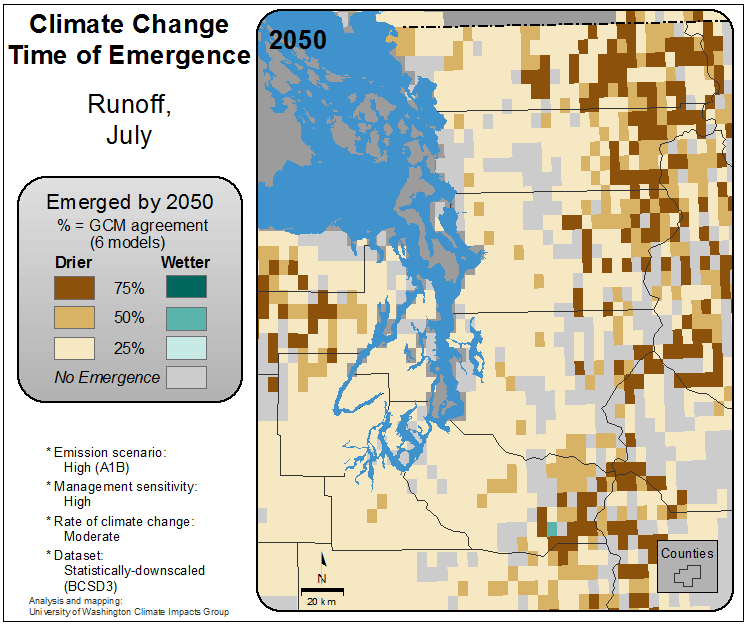 Climate Change
Time of Emergence
Runoff,
July
Emerged by 2050
% = GCM agreement
(6 models)
Drier Wetter
75%
50%
25%
No Emergence
* Emission scenario:
High (A1B)
* Management sensitivity:
High
* Rate of climate change:
Moderate
* Dataset:
Statistically-downscaled
(BCSD3)
Analysis and mapping:
University of Washington Climate Impacts Group
2050
N
20 km
Counties